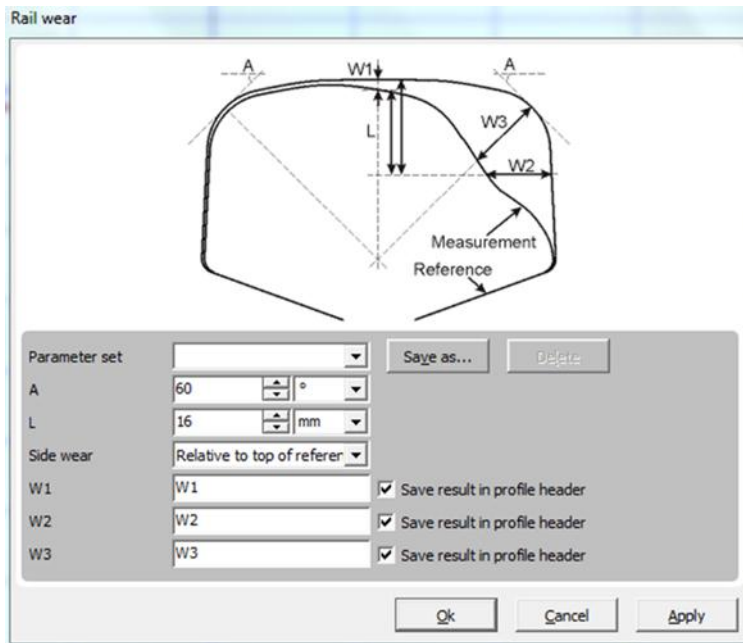 Rail wear
A
W1
A
L
W3
W2
Measurement
Reference
Parameter set
Save as...
Delete
A
60
°
L
16
mm
Side wear
Relative to top of referer
W1
W1
Save result in profile header
W2
W2
Save result in profile header
W3
W3
Save result in profile header
Ok
Cancel
Apply